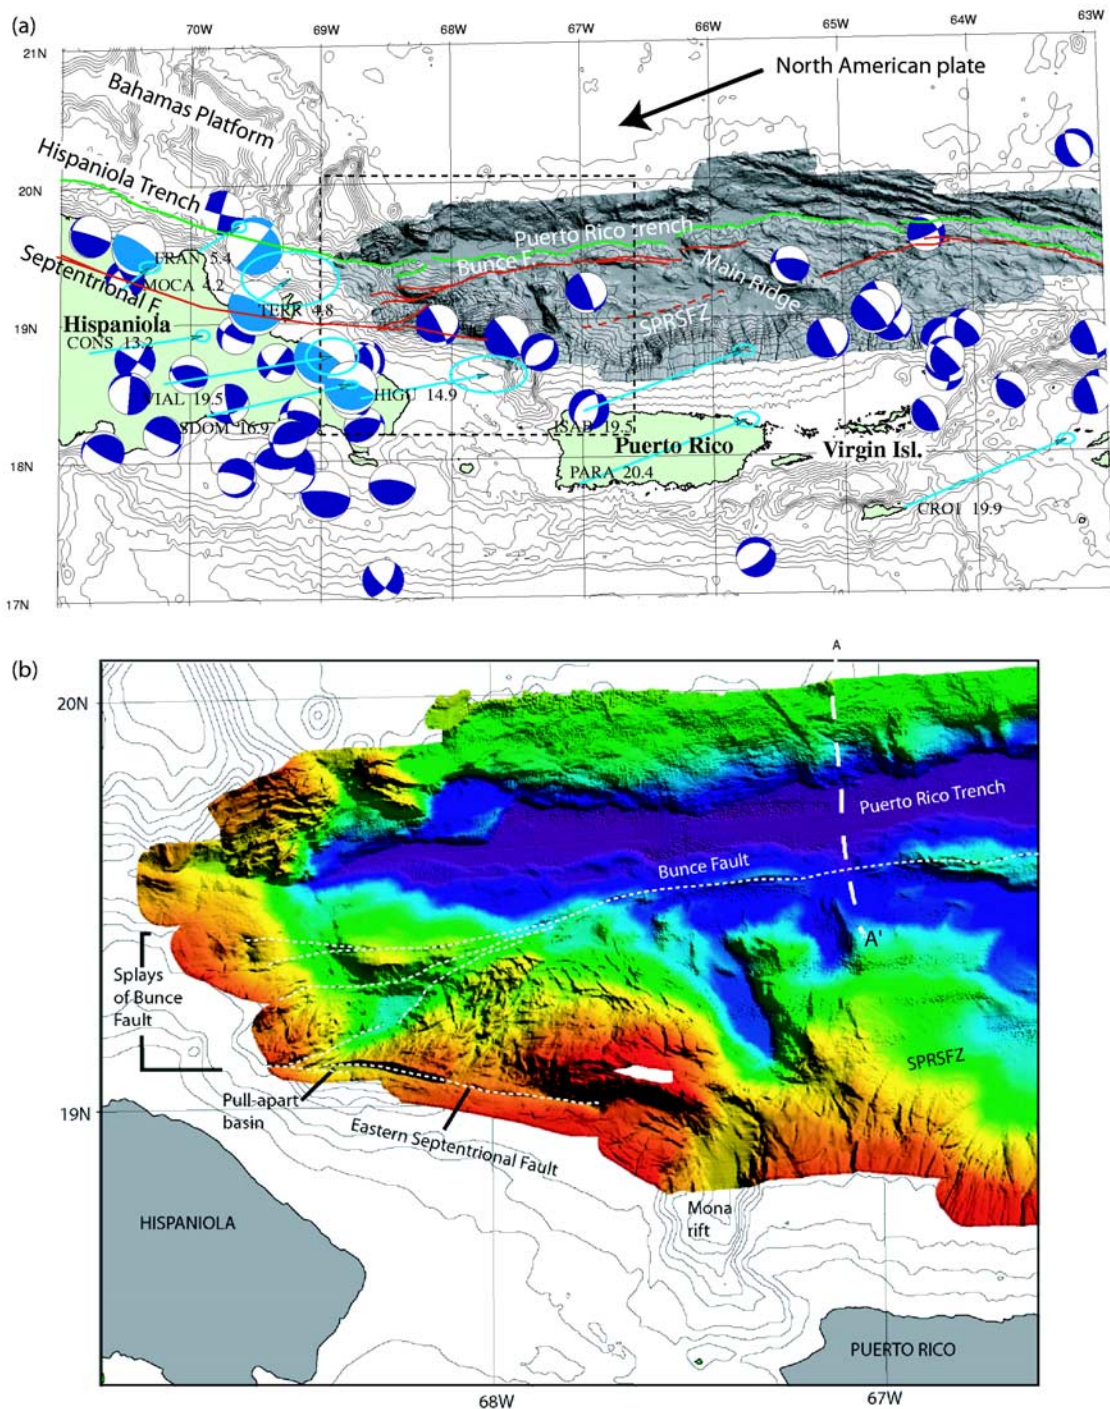 (a)
70W 69W 68W 67W 66W 65W 64W 63W
21N
North American plate
Bahamas Platform
Hispaniola Trench
20N
Puerto Rico trench
FRAN 5.4
Bunce F.
Main Ridge
MOCA 4.2
Septentrional F.
TERR 4.8
SPRSFZ
19N
Hispaniola
CONS 13.2
VIAL 19.5
HIGU 14.9
SDOM 16.9
ISAB 19.5
Puerto Rico
Virgin Isl.
18N
PARA 20.4
CRO1 19.9
17N
(b)
A
20N
Puerto Rico Trench
Bunce Fault
A'
Splays
of Bunce
Fault
SPRSFZ
Pull-apart
basin
19N
Eastern Septentrional Fault
Mona
rift
HISPANIOLA
PUERTO RICO
68W 67W